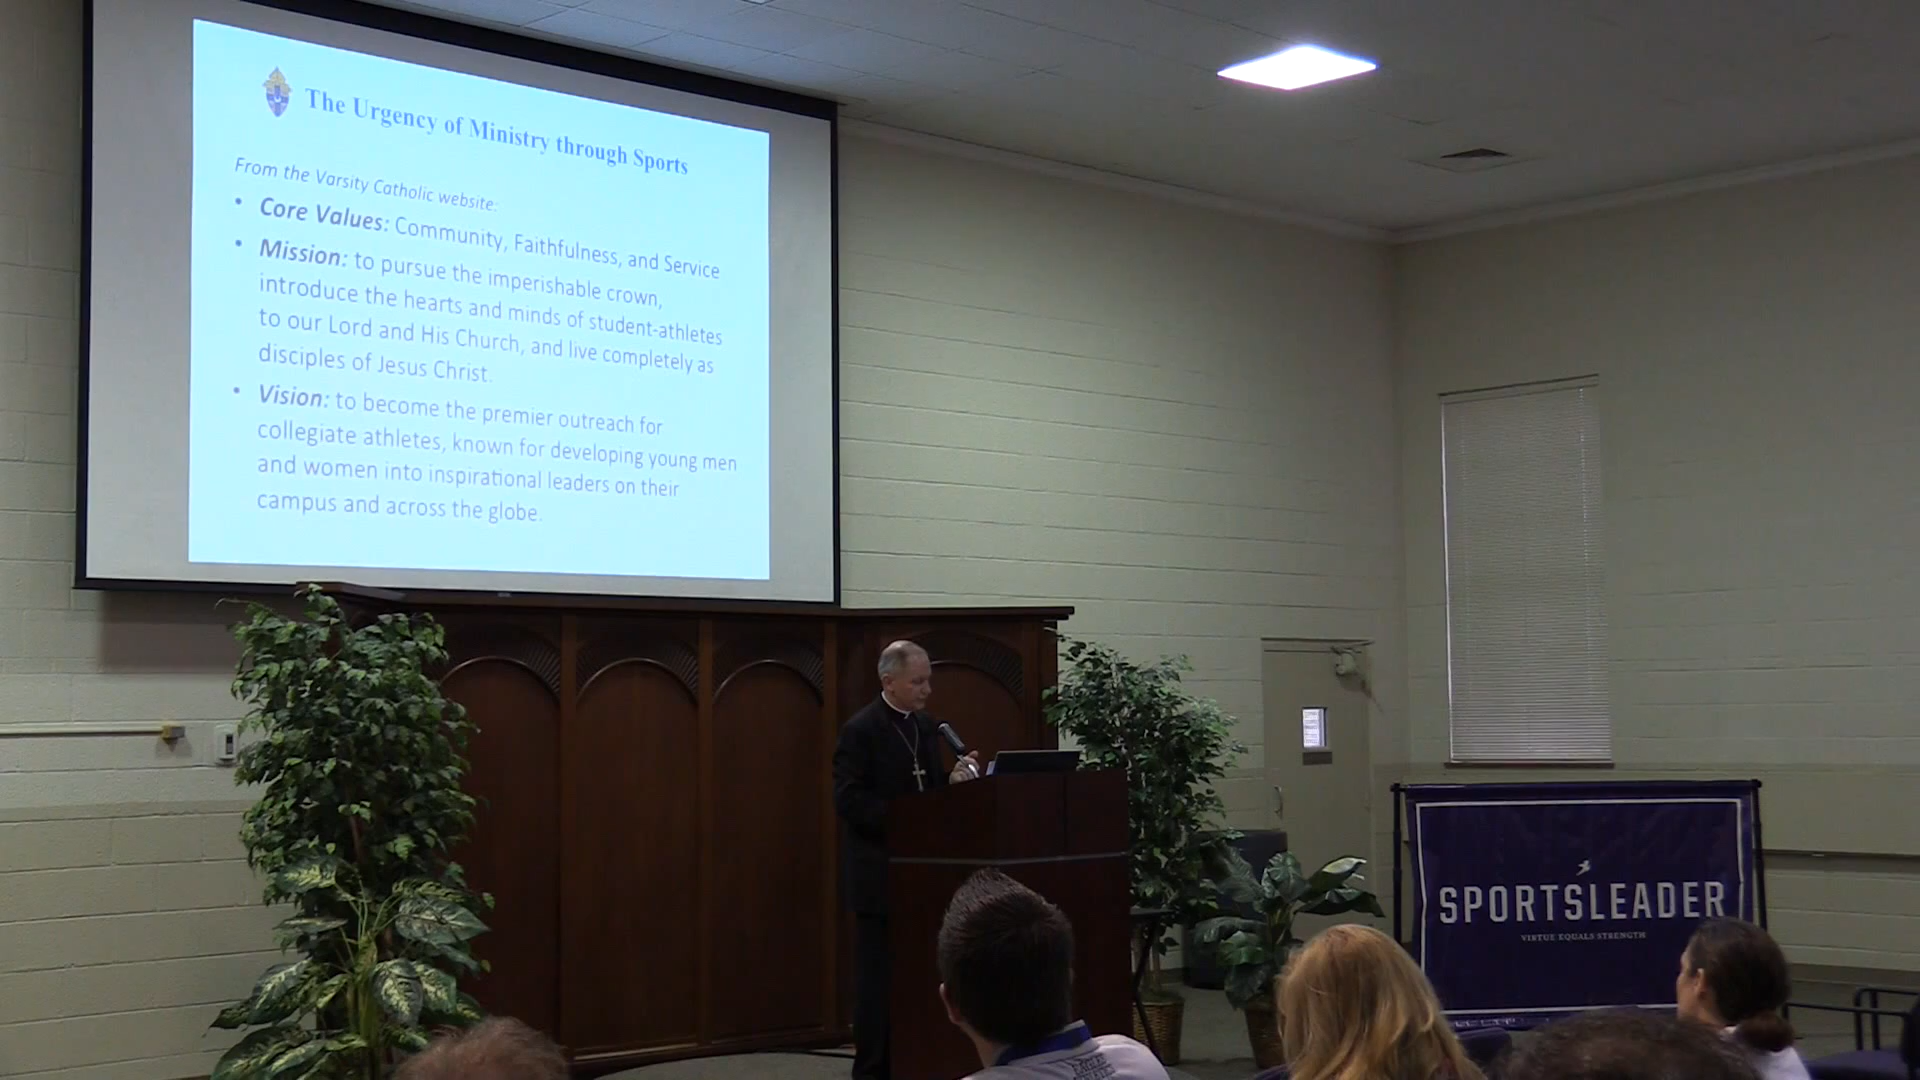 The Urgency of Ministry through Sports
From the Varsity Catholic website:
• Core Values: Community, Faithfulness, and Service
• Mission: to pursue the imperishable crown,
introduce the hearts and minds of student-athletes
to our Lord and His Church, and live completely as
disciples of Jesus Christ.
• Vision: to become the premier outreach for
collegiate athletes, known for developing young men
and women into inspirational leaders on their
campus and across the globe.
SPORTSLEADER
VIRTUE EQUALS STRENGTH